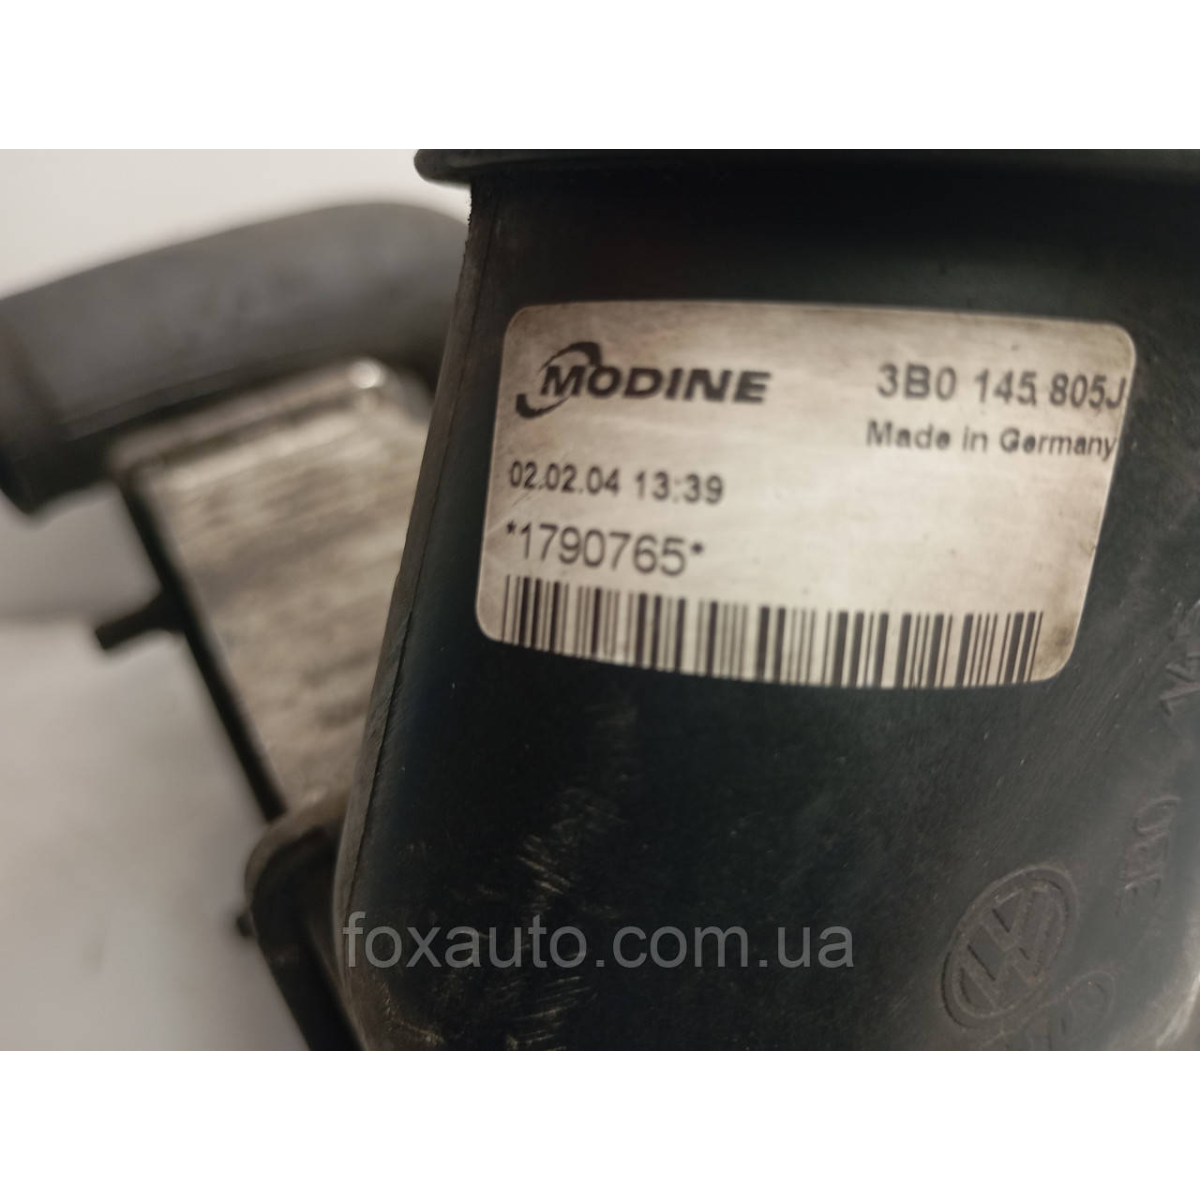 MODINE
3B0 145 805J
Made in Germany
02.02.04 13:39
*1790765*
foxauto.com.ua